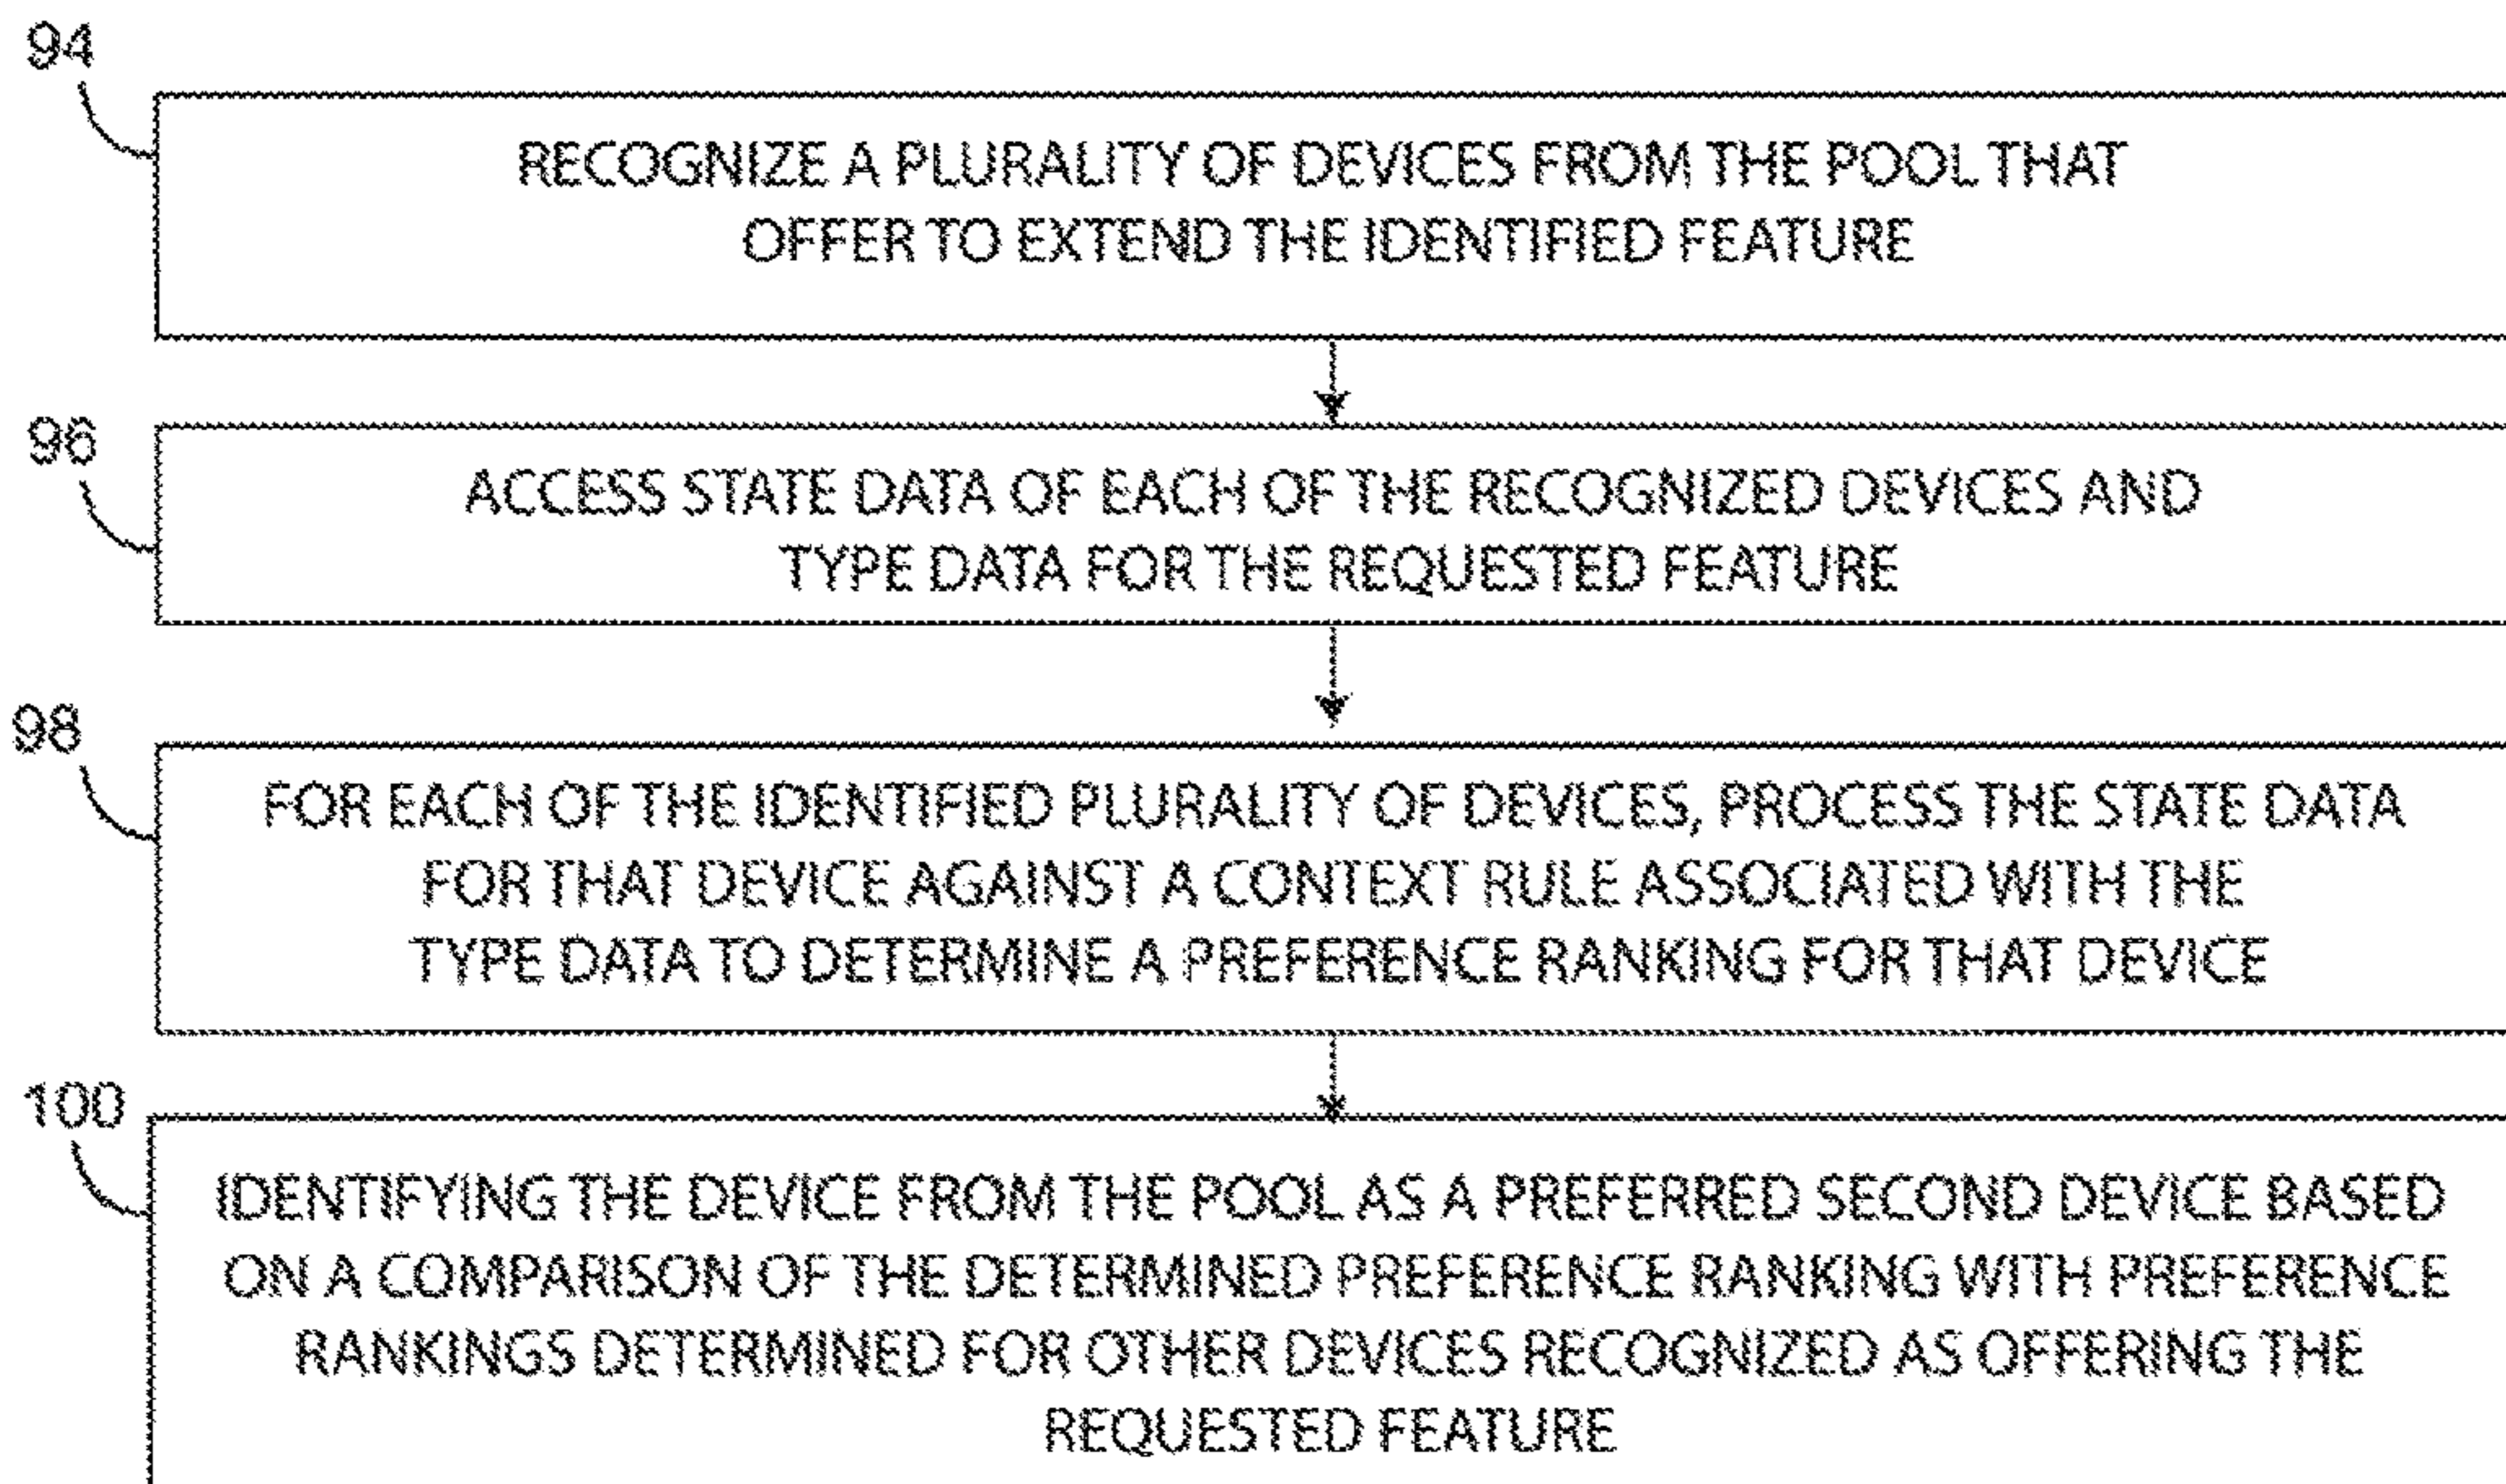 94
RECOGNIZE A PLURALITY OF DEVICES FROM THE POOL THAT
OFFER TO EXTEND THE IDENTIFIED FEATURE
96
ACCESS STATE DATA OF EACH OF THE RECOGNIZED DEVICES AND
TYPE DATA FOR THE REQUESTED FEATURE
98
FOR EACH OF THE IDENTIFIED PLURALITY OF DEVICES, PROCESS THE STATE DATA
FOR THAT DEVICE AGAINST A CONTEXT RULE ASSOCIATED WITH THE
TYPE DATA TO DETERMINE A PREFERENCE RANKING FOR THAT DEVICE
100
IDENTIFYING THE DEVICE FROM THE POOL AS A PREFERRED SECOND DEVICE BASED
ON A COMPARISON OF THE DETERMINED PREFERENCE RANKING WITH PREFERENCE
RANKINGS DETERMINED FOR OTHER DEVICES RECOGNIZED AS OFFERING THE
REQUESTED FEATURE